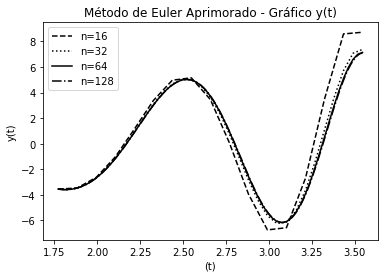 Método de Euler Aprimorado - Gráfico y(t)
n=16
n=32
n=64
n=128
y(t)
8
6
4
2
0
−2
−4
−6
1.75 2.00 2.25 2.50 2.75 3.00 3.25 3.50
(t)